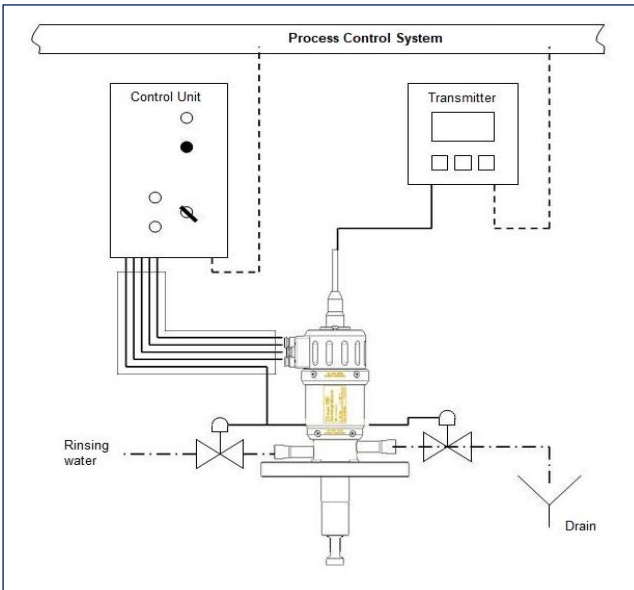 Process Control System
Control Unit
Transmitter
Rinsing
water
Drain